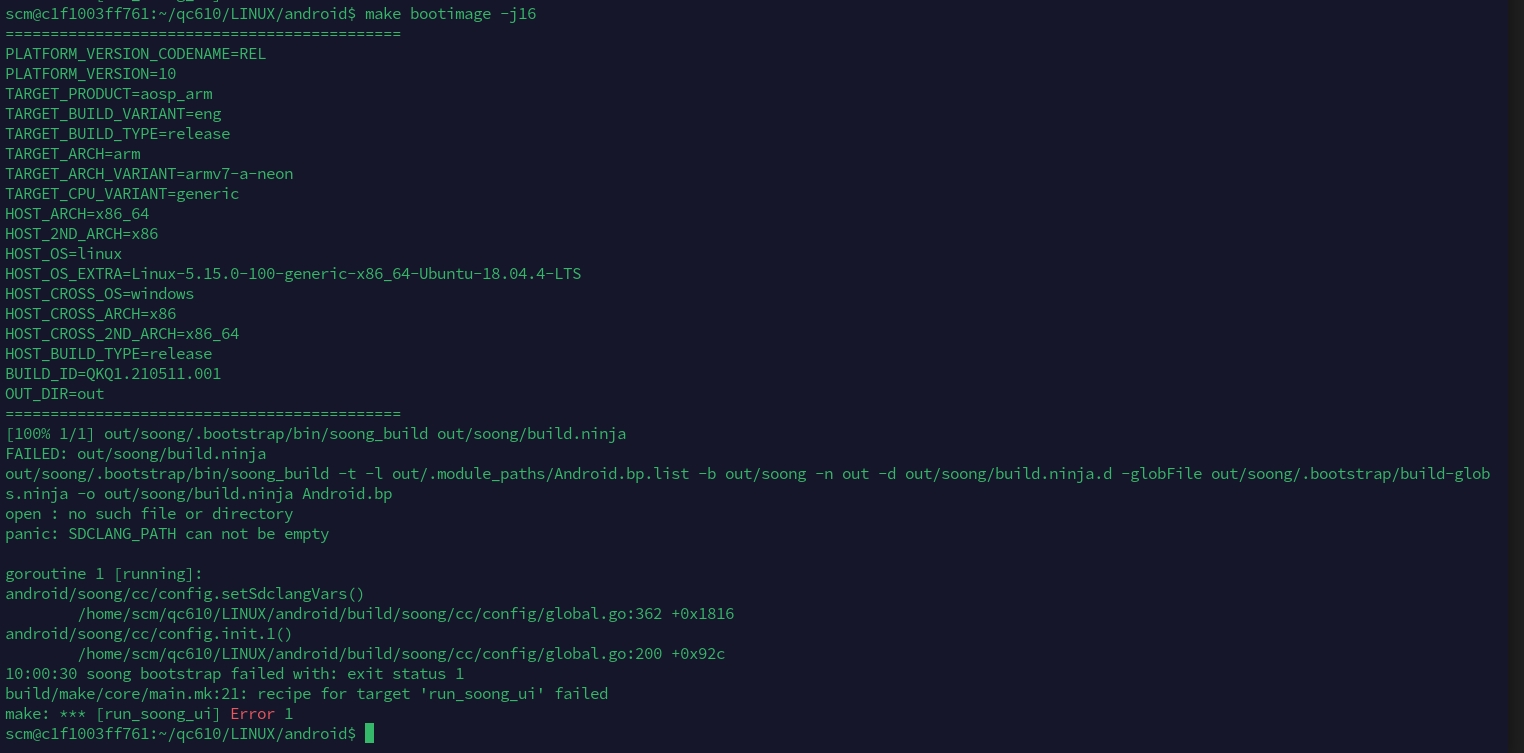 scm@c1f1003ff761:~/qc610/LINUX/android$ make bootimage -j16
============================================
PLATFORM_VERSION_CODENAME=REL
PLATFORM_VERSION=10
TARGET_PRODUCT=aosp_arm
TARGET_BUILD_VARIANT=eng
TARGET_BUILD_TYPE=release
TARGET_ARCH=arm
TARGET_ARCH_VARIANT=armv7-a-neon
TARGET_CPU_VARIANT=generic
HOST_ARCH=x86_64
HOST_2ND_ARCH=x86
HOST_OS=linux
HOST_OS_EXTRA=Linux-5.15.0-100-generic-x86_64-Ubuntu-18.04.4-LTS
HOST_CROSS_OS=windows
HOST_CROSS_ARCH=x86
HOST_CROSS_2ND_ARCH=x86_64
HOST_BUILD_TYPE=release
BUILD_ID=QKQ1.210511.001
OUT_DIR=out
============================================
[100% 1/1] out/soong/.bootstrap/bin/soong_build out/soong/build.ninja
FAILED: out/soong/build.ninja
out/soong/.bootstrap/bin/soong_build -t -l out/.module_paths/Android.bp.list -b out/soong -n out -d out/soong/build.ninja.d -globFile out/soong/.bootstrap/build-glob
s.ninja -o out/soong/build.ninja Android.bp
open : no such file or directory
panic: SDCLANG_PATH can not be empty
goroutine 1 [running]:
android/soong/cc/config.setSdclangVars()
/home/scm/qc610/LINUX/android/build/soong/cc/config/global.go:362 +0x1816
android/soong/cc/config.init.1()
/home/scm/qc610/LINUX/android/build/soong/cc/config/global.go:200 +0x92c
10:00:30 soong bootstrap failed with: exit status 1
build/make/core/main.mk:21: recipe for target 'run_soong_ui' failed
make: *** [run_soong_ui] Error 1
scm@c1f1003ff761:~/qc610/LINUX/android$